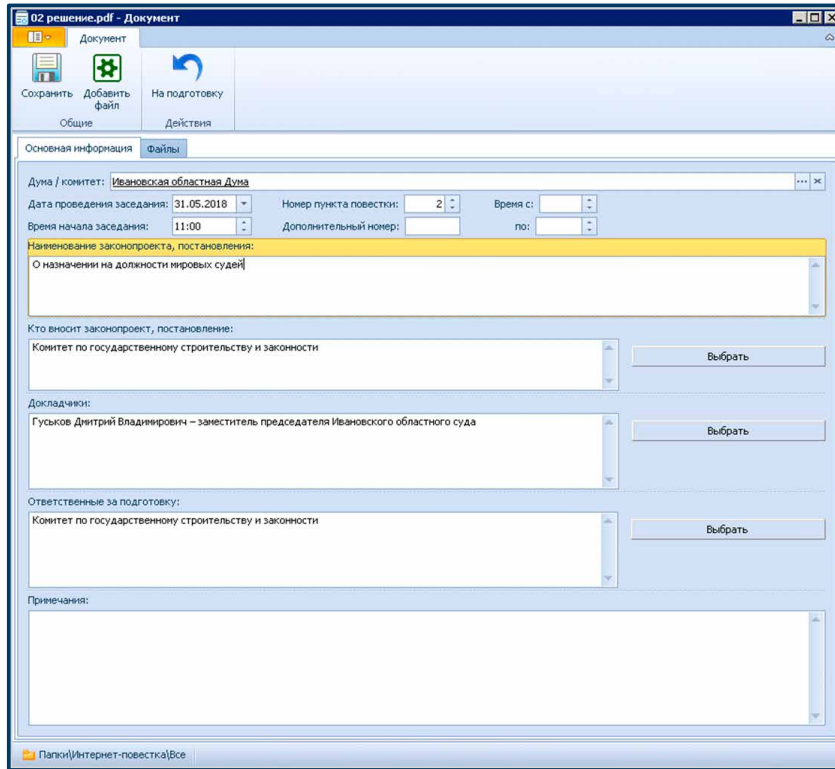 02 решение.pdf - Документ
Документ
Сохранить Добавить файл На подготовку
Общие Действия
Основная информация Файлы
Дума / комитет: Ивановская областная Дума
Дата проведения заседания: 31.05.2018 Номер пункта повестки: 2 Время с:
Время начала заседания: 11:00 Дополнительный номер: по:
Наименование законопроекта, постановления:
О назначении на должности мировых судей
Кто вносит законопроект, постановление:
Комитет по государственному строительству и законности
Выбрать
Докладчики:
Гуськов Дмитрий Владимирович – заместитель председателя Ивановского областного суда
Выбрать
Ответственные за подготовку:
Комитет по государственному строительству и законности
Выбрать
Примечания:
Папки\Интернет-повестка\Все